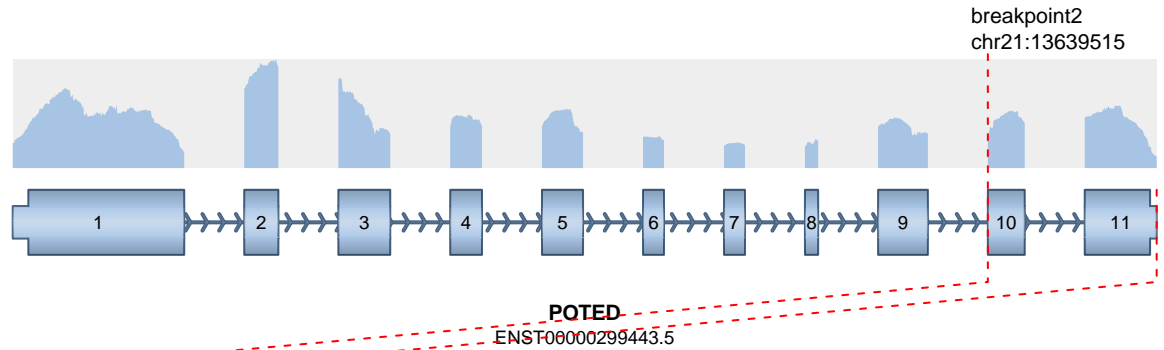 breakpoint2
chr21:13639515
1 2 3 4 5 6 7 8 9 10 11
POTED
ENST00000299443.5